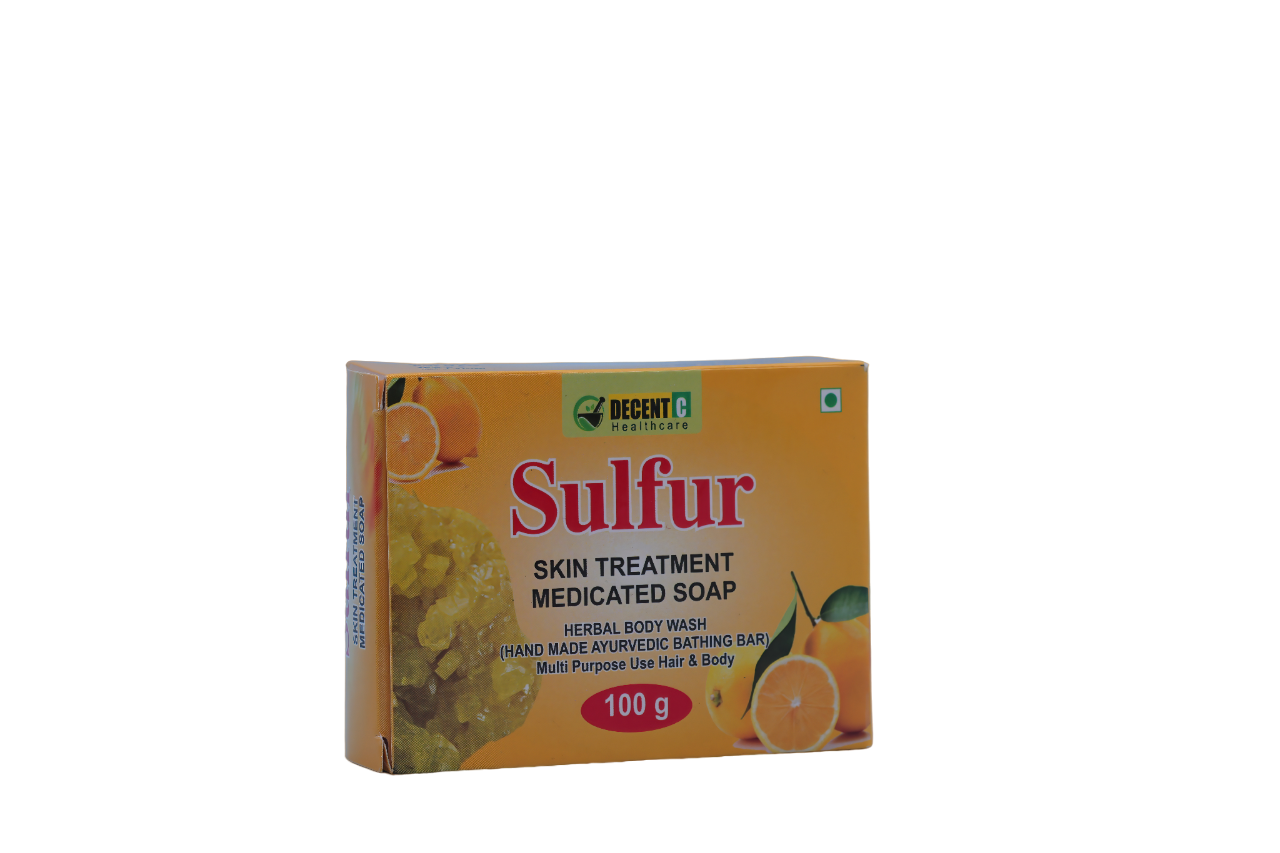 DECENT C
Healthcare
Sulfur
SKIN TREATMENT
MEDICATED SOAP
HERBAL BODY WASH
(HAND MADE AYURVEDIC BATHING BAR)
Multi Purpose Use Hair & Body
100 g
SKIN TREATMENT
MEDICATED SOAP